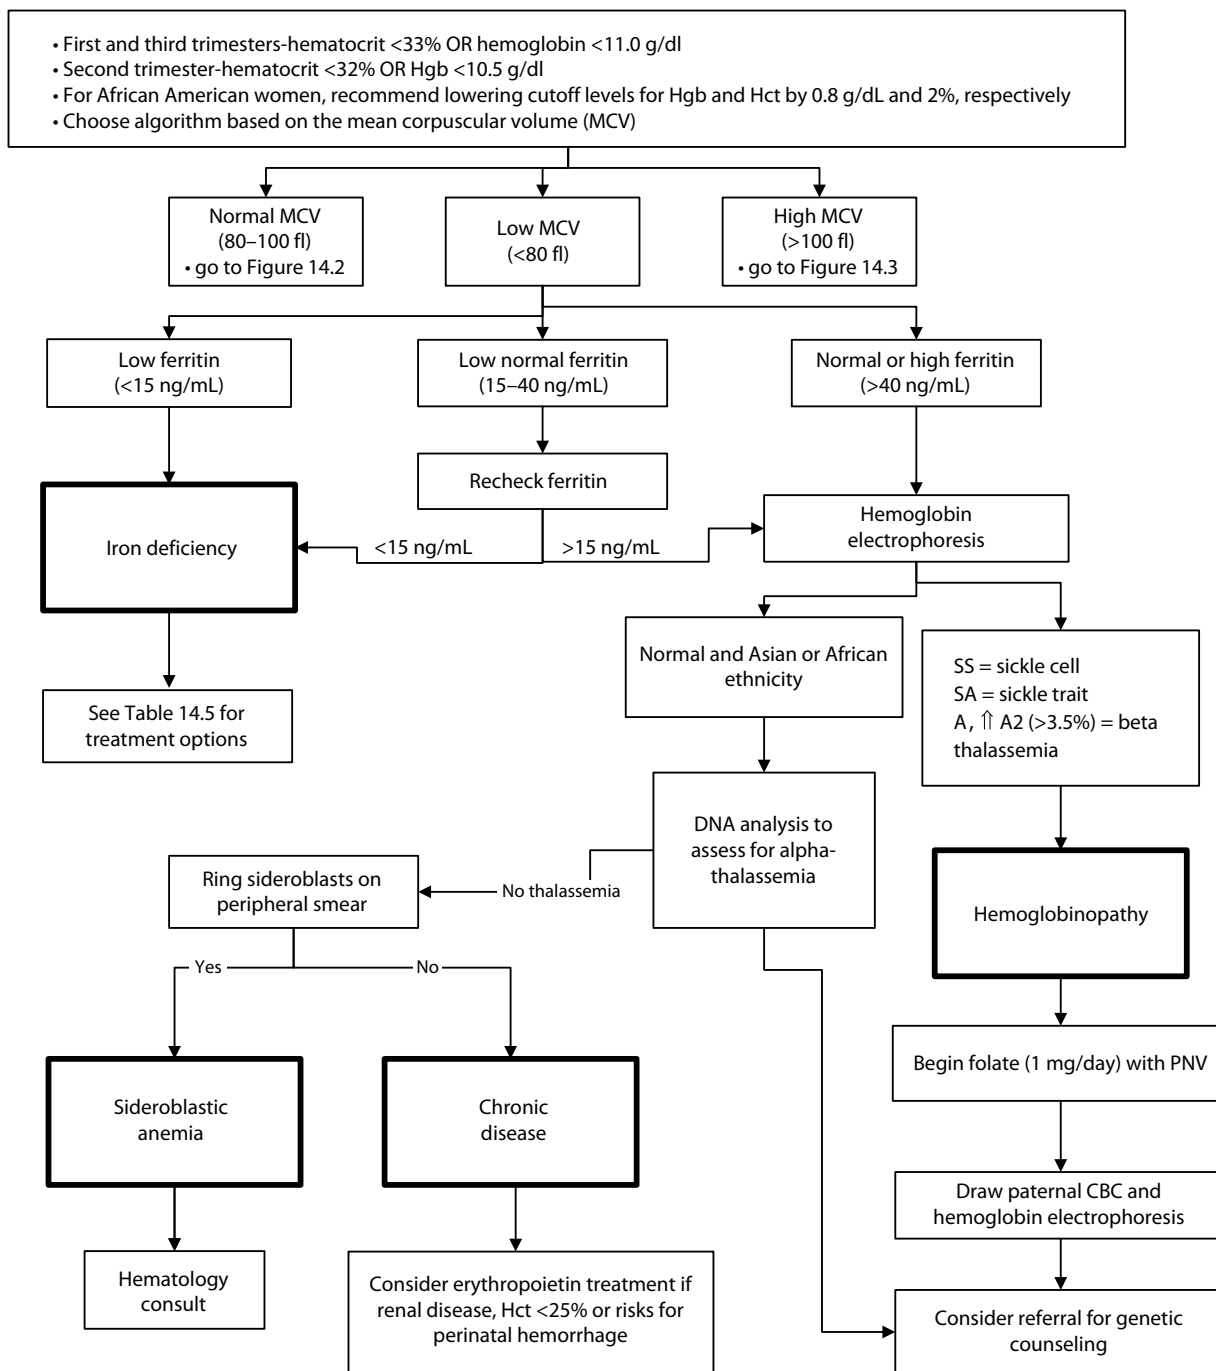 • First and third trimesters-hematocrit <33% OR hemoglobin <11.0 g/dl
• Second trimester-hematocrit <32% OR Hgb <10.5 g/dl
• For African American women, recommend lowering cutoff levels for Hgb and Hct by 0.8 g/dL and 2%, respectively
• Choose algorithm based on the mean corpuscular volume (MCV)
Normal MCV
(80–100 fl)
• go to Figure 14.2
Low MCV
(<80 fl)
High MCV
(>100 fl)
• go to Figure 14.3
Low ferritin
(<15 ng/mL)
Low normal ferritin
(15–40 ng/mL)
Normal or high ferritin
(>40 ng/mL)
Recheck ferritin
Iron deficiency
<15 ng/mL
>15 ng/mL
Hemoglobin
electrophoresis
See Table 14.5 for
treatment options
Normal and Asian or African
ethnicity
SS = sickle cell
SA = sickle trait
A, ⇑ A2 (>3.5%) = beta
thalassemia
DNA analysis to
assess for alpha-
thalassemia
No thalassemia
Ring sideroblasts on
peripheral smear
Hemoglobinopathy
Yes
No
Sideroblastic
anemia
Chronic
disease
Begin folate (1 mg/day) with PNV
Draw paternal CBC and
hemoglobin electrophoresis
Hematology
consult
Consider erythropoietin treatment if
renal disease, Hct <25% or risks for
perinatal hemorrhage
Consider referral for genetic
counseling